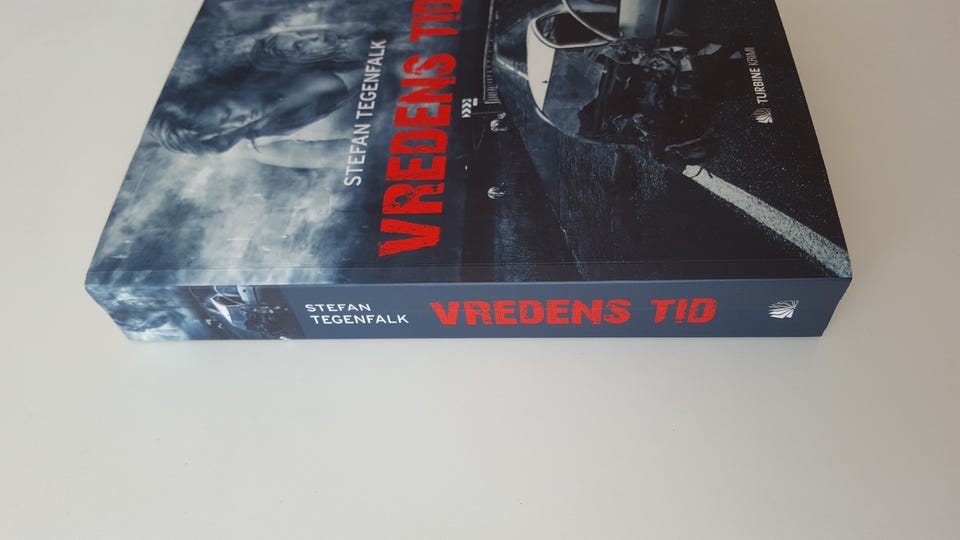 STEFAN TEGENFALK
VREDENS TID
TURBINE KRIMI
STEFAN
TEGENFALK
VREDENS TID